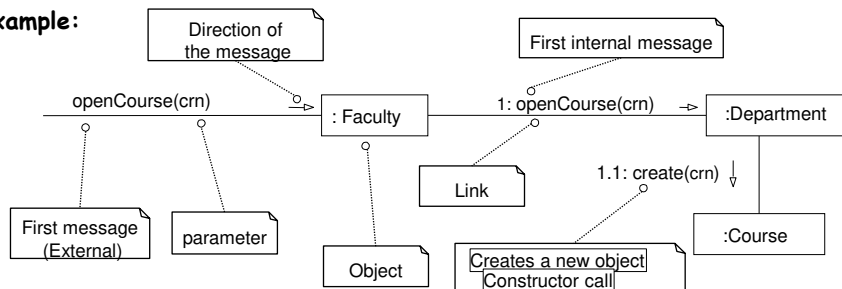 xample:
Direction of
the message
First internal message
openCourse(crn)
: Faculty
1: openCourse(crn)
:Department
Link
1.1: create(crn)
First message
(External)
parameter
Object
Creates a new object
Constructor call
:Course